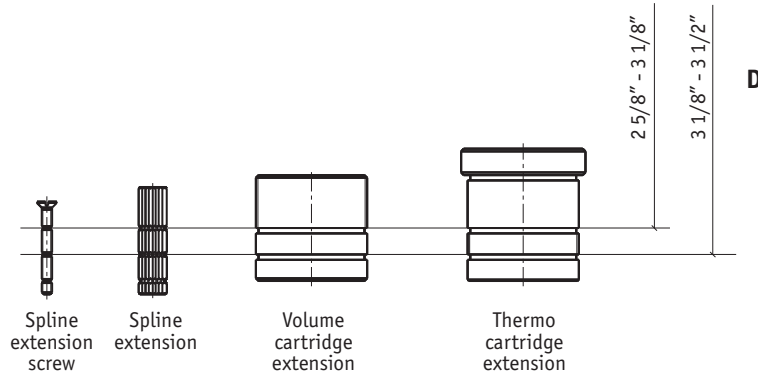 2 5/8” - 3 1/8”
3 1/8” - 3 1/2”
D
Spline
extension
screw
Spline
extension
Volume
cartridge
extension
Thermo
cartridge
extension